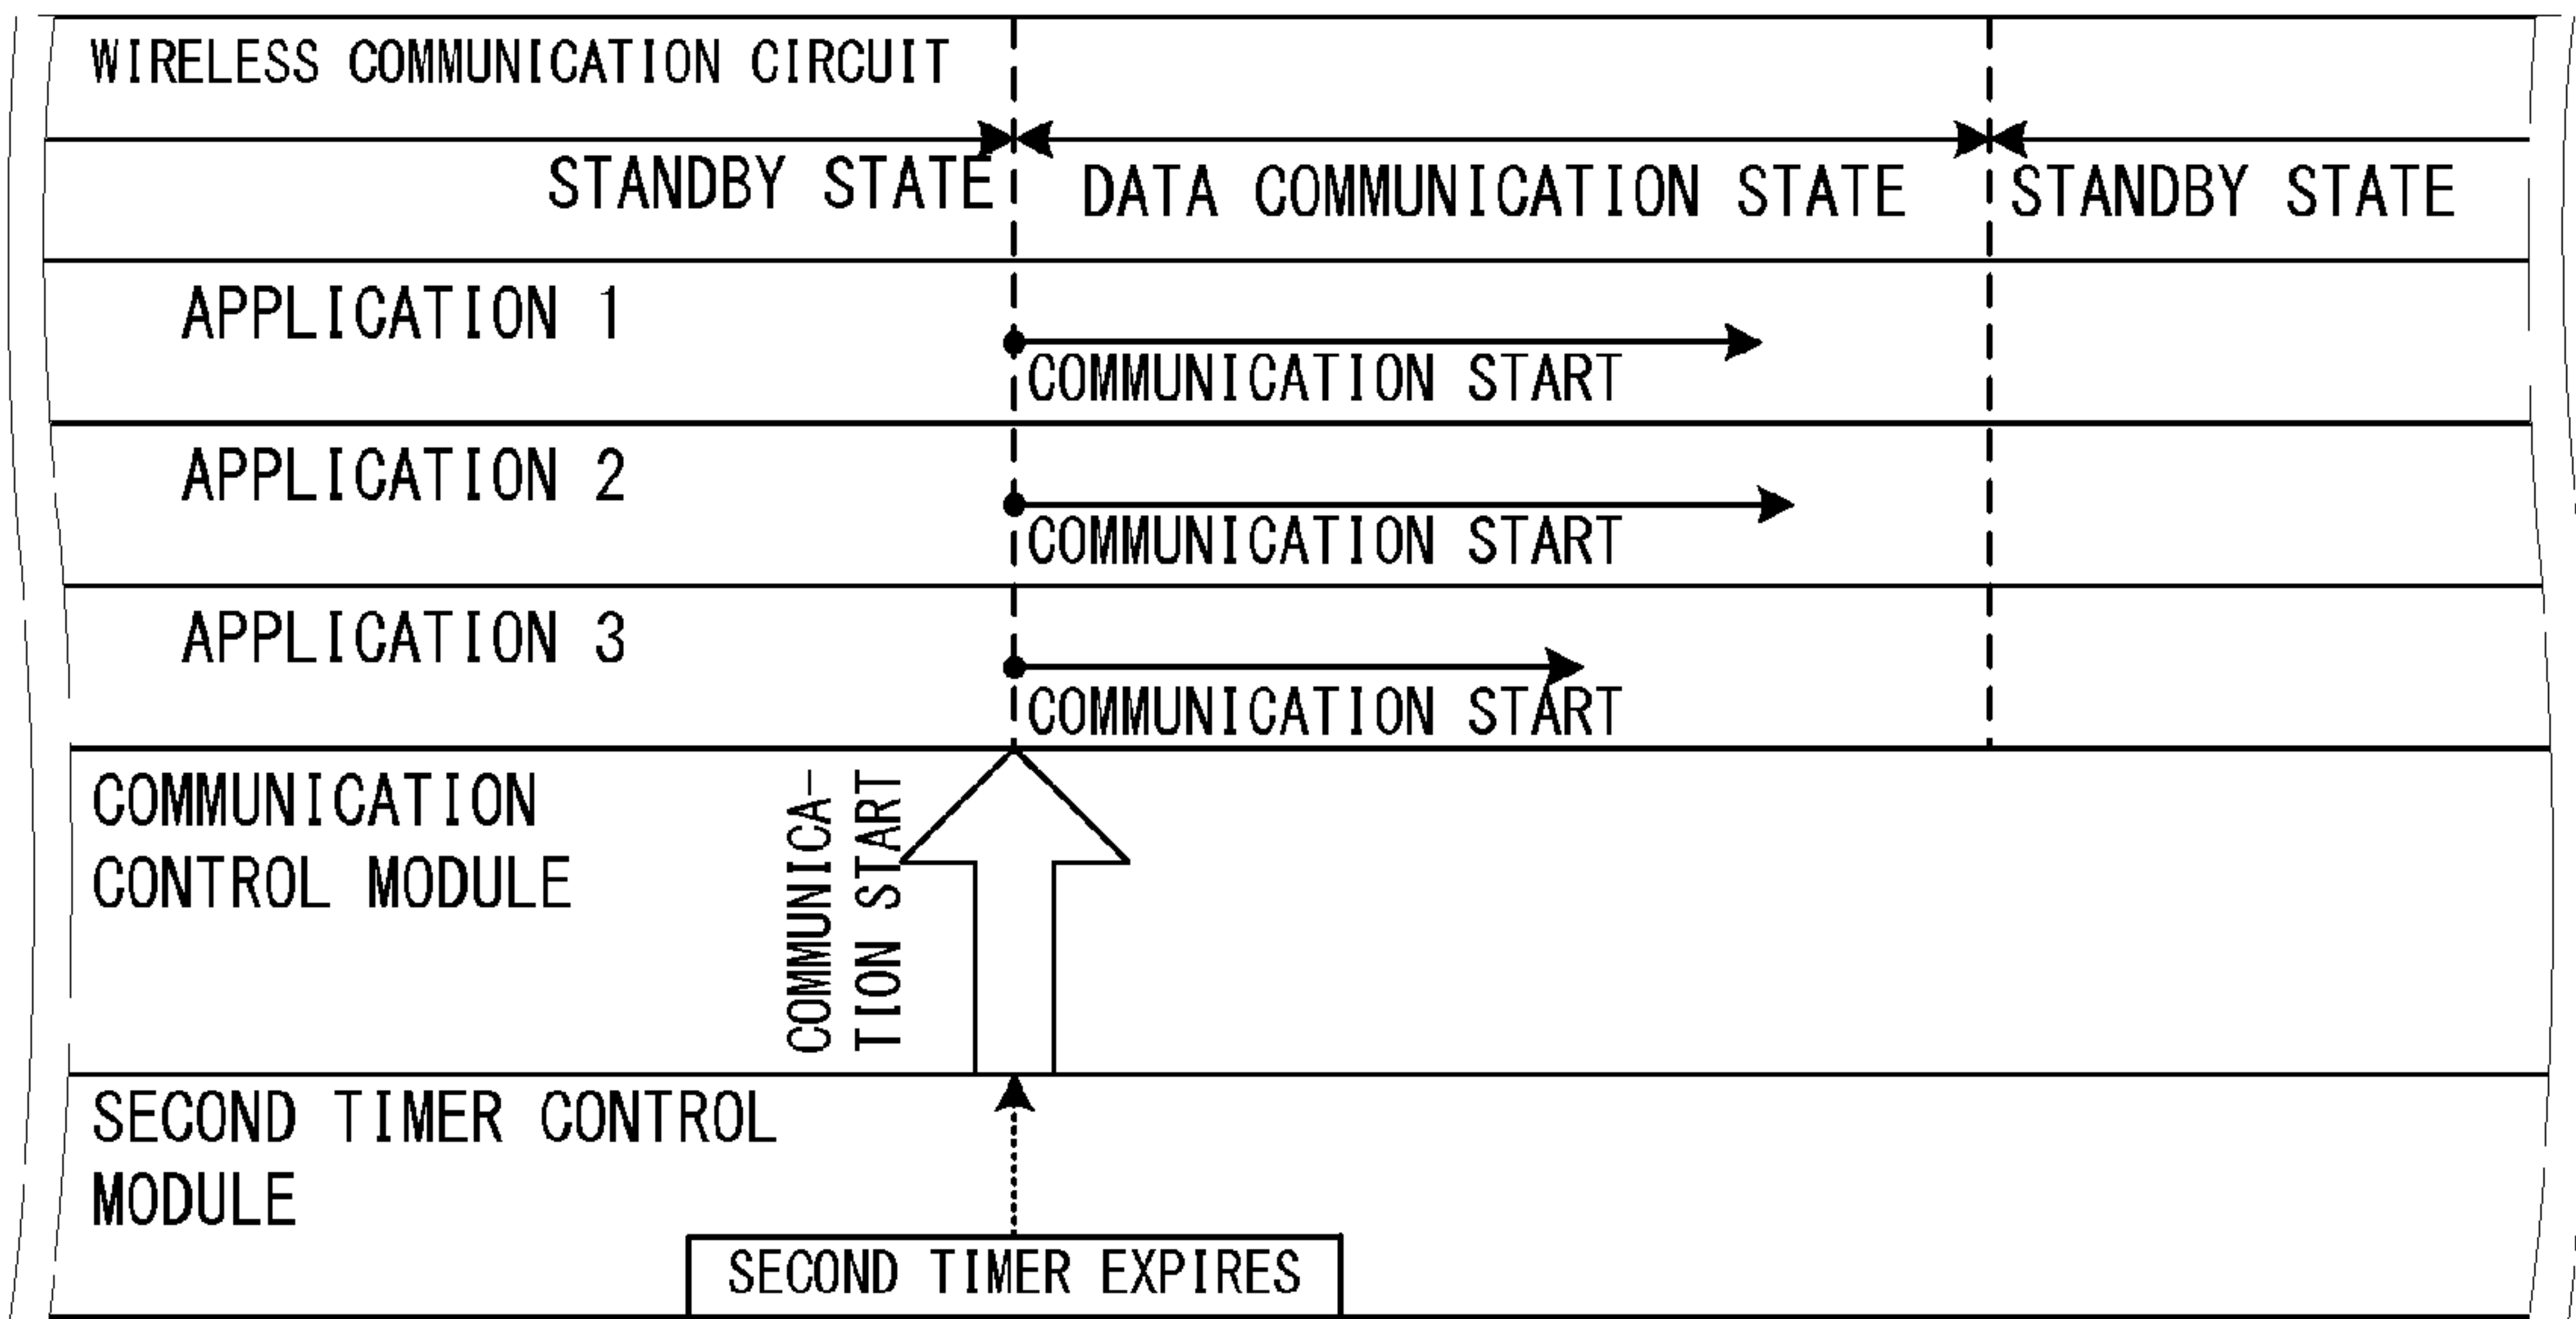 WIRELESS COMMUNICATION CIRCUIT
STANDBY STATE
DATA COMMUNICATION STATE
STANDBY STATE
APPLICATION 1
COMMUNICATION START
APPLICATION 2
COMMUNICATION START
APPLICATION 3
COMMUNICATION START
COMMUNICATION
CONTROL MODULE
COMMUNICA-
TION START
SECOND TIMER CONTROL
MODULE
SECOND TIMER EXPIRES